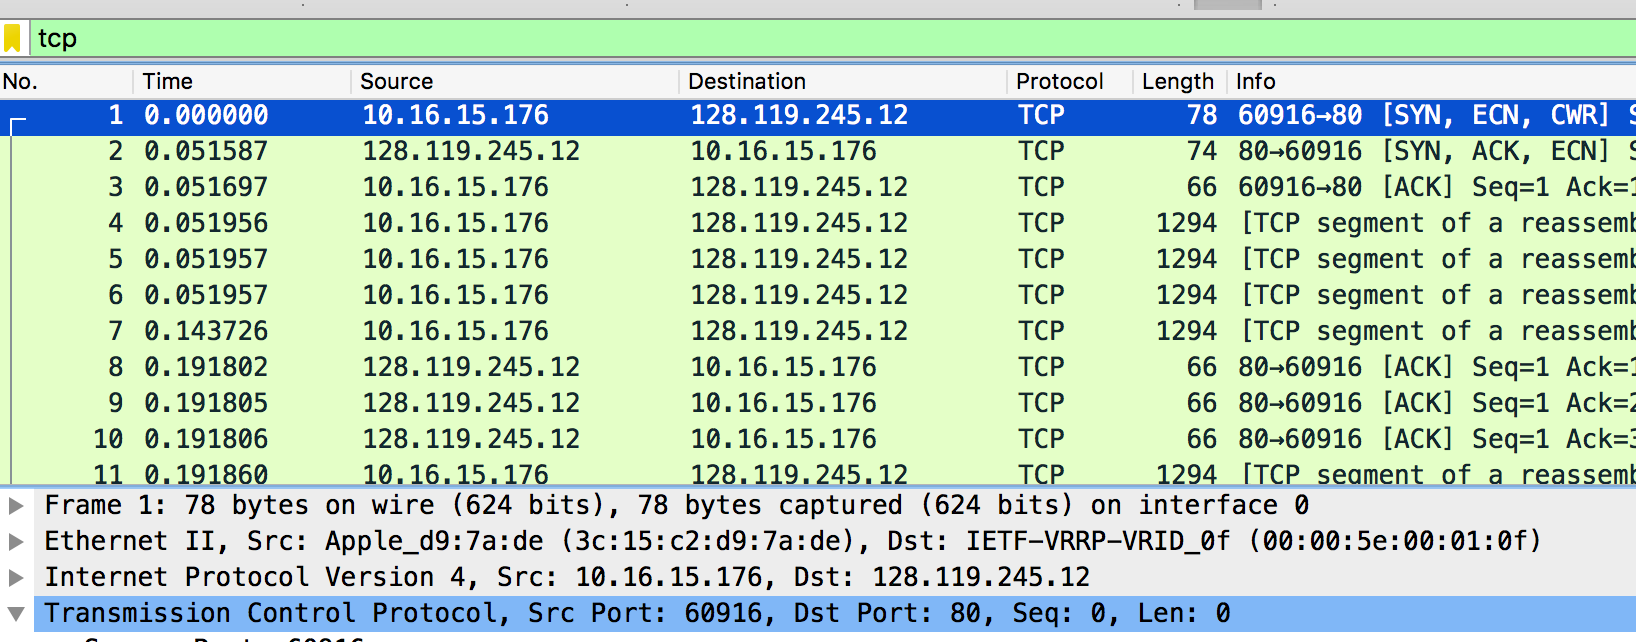 tcp
No. Time Source Destination Protocol Length Info
1 0.000000 10.16.15.176 128.119.245.12 TCP 78 60916→80 [SYN, ECN, CWR]
2 0.051587 128.119.245.12 10.16.15.176 TCP 74 80→60916 [SYN, ACK, ECN]
3 0.051697 10.16.15.176 128.119.245.12 TCP 66 60916→80 [ACK] Seq=1 Ack=1
4 0.051956 10.16.15.176 128.119.245.12 TCP 1294 [TCP segment of a reassemb
5 0.051957 10.16.15.176 128.119.245.12 TCP 1294 [TCP segment of a reassemb
6 0.051957 10.16.15.176 128.119.245.12 TCP 1294 [TCP segment of a reassemb
7 0.143726 10.16.15.176 128.119.245.12 TCP 1294 [TCP segment of a reassemb
8 0.191802 128.119.245.12 10.16.15.176 TCP 66 80→60916 [ACK] Seq=1 Ack=1
9 0.191805 128.119.245.12 10.16.15.176 TCP 66 80→60916 [ACK] Seq=1 Ack=2
10 0.191806 128.119.245.12 10.16.15.176 TCP 66 80→60916 [ACK] Seq=1 Ack=3
11 0.191860 10.16.15.176 128.119.245.12 TCP 1294 [TCP segment of a reassemb
Frame 1: 78 bytes on wire (624 bits), 78 bytes captured (624 bits) on interface 0
Ethernet II, Src: Apple_d9:7a:de (3c:15:c2:d9:7a:de), Dst: IETF-VRRP-VRID_0f (00:00:5e:00:01:0f)
Internet Protocol Version 4, Src: 10.16.15.176, Dst: 128.119.245.12
Transmission Control Protocol, Src Port: 60916, Dst Port: 80, Seq: 0, Len: 0